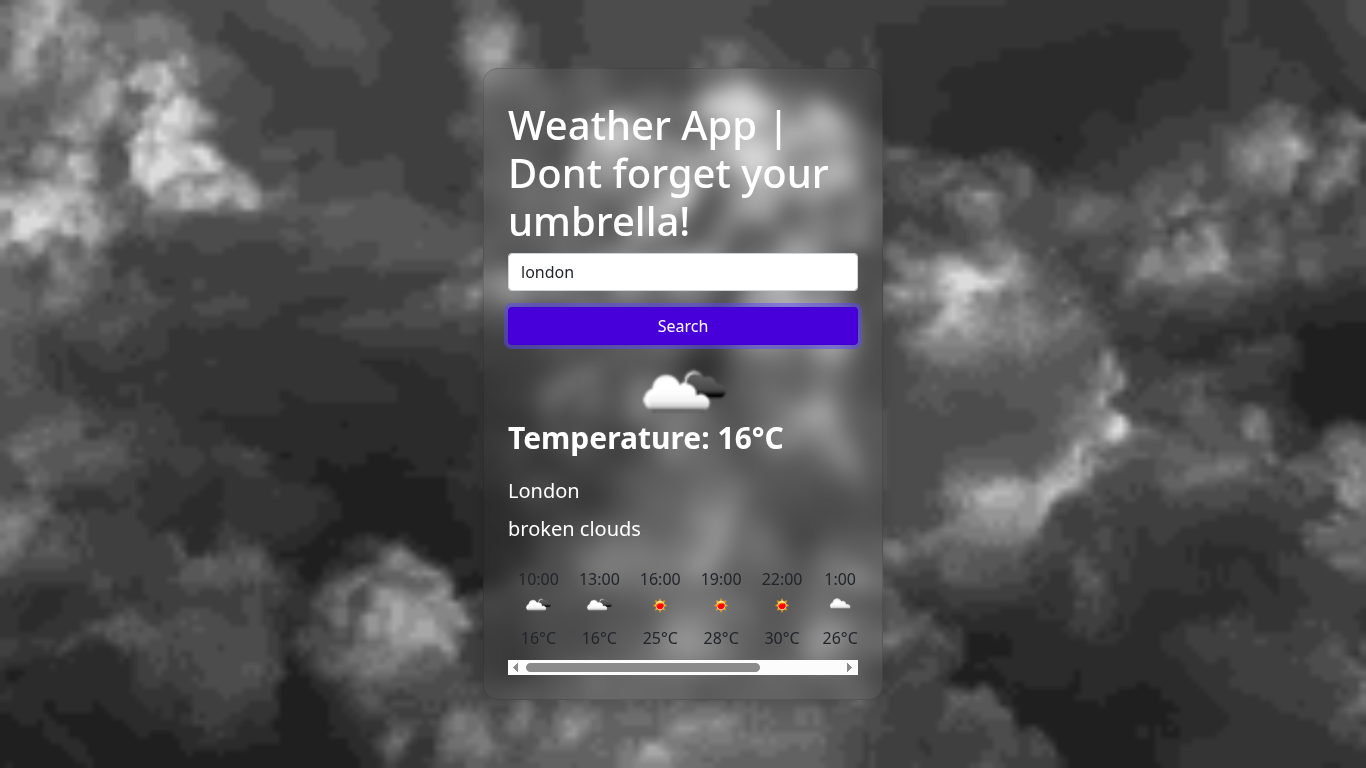 Weather App |
Dont forget your
umbrella!
london
Search
Temperature: 16°C
London
broken clouds
10:00 13:00 16:00 19:00 22:00 1:00
16°C 16°C 25°C 28°C 30°C 26°C